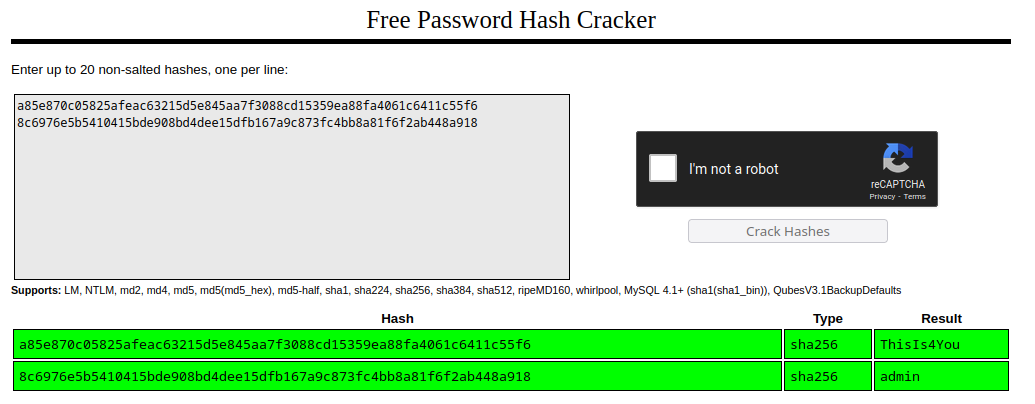 Free Password Hash Cracker
Enter up to 20 non-salted hashes, one per line:
a85e870c05825afeac63215d5e845aa7f3088cd15359ea88fa4061c6411c55f6
8c6976e5b5410415bde908bd4dee15dfb167a9c873fc4bb8a81f6f2ab448a918
I'm not a robot
reCAPTCHA
Privacy - Terms
Crack Hashes
Supports: LM, NTLM, md2, md4, md5, md5(md5_hex), md5-half, sha1, sha224, sha256, sha384, sha512, ripeMD160, whirlpool, MySQL 4.1+ (sha1(sha1_bin)), QubesV3.1BackupDefaults
Hash Type Result
a85e870c05825afeac63215d5e845aa7f3088cd15359ea88fa4061c6411c55f6 sha256 ThisIs4You
8c6976e5b5410415bde908bd4dee15dfb167a9c873fc4bb8a81f6f2ab448a918 sha256 admin